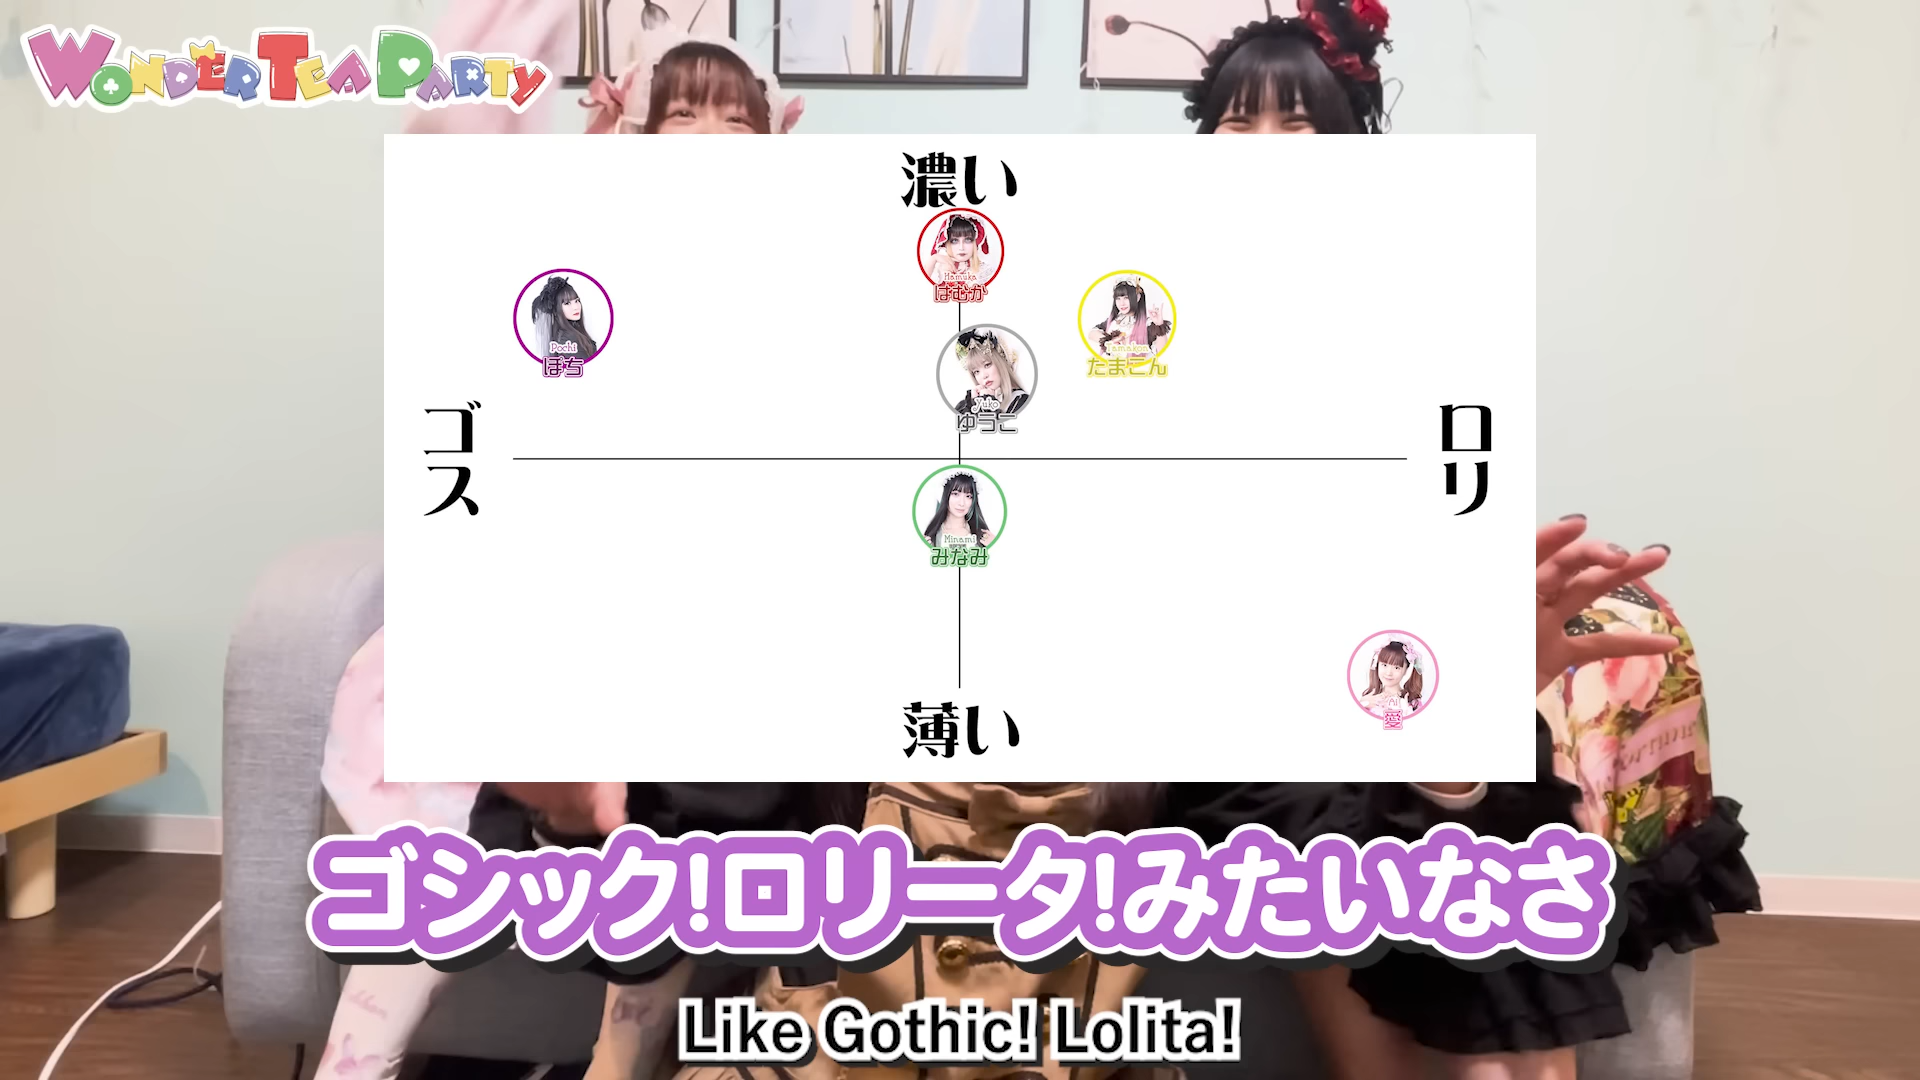 WONDER TEA PARTY
濃い
Hamuka
はむか
Pochi
ぽち
Tamakon
たまこん
Yuko
ゆうこ
ゴス
ロリ
Minami
みなみ
Ai
愛
薄い
ゴシック!ロリータ!みたいなさ
Like Gothic! Lolita!